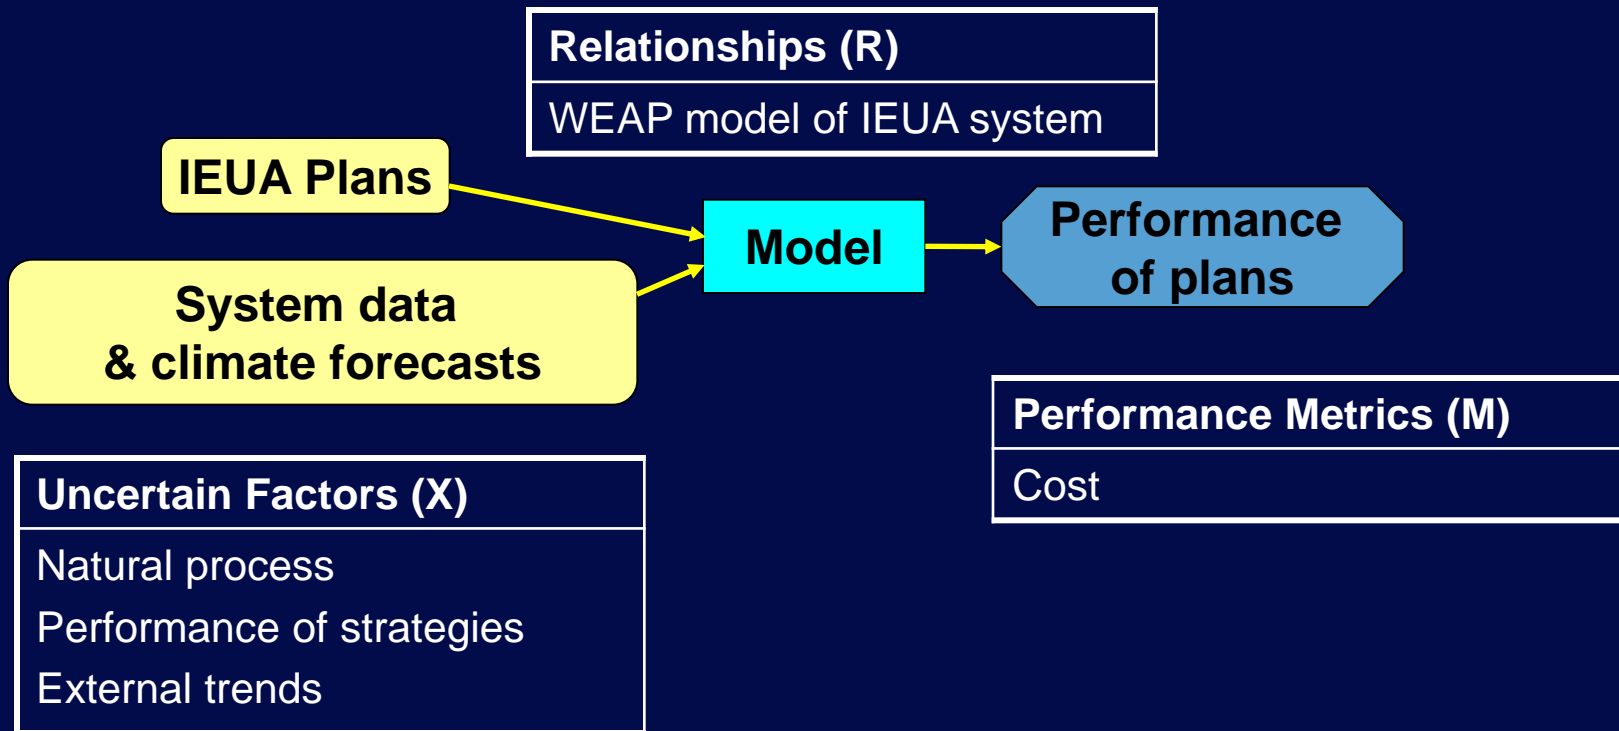 Relationships (R)
WEAP model of IEUA system
IEUA Plans
Model
Performance
of plans
System data
& climate forecasts
Performance Metrics (M)
Cost
Uncertain Factors (X)
Natural process
Performance of strategies
External trends